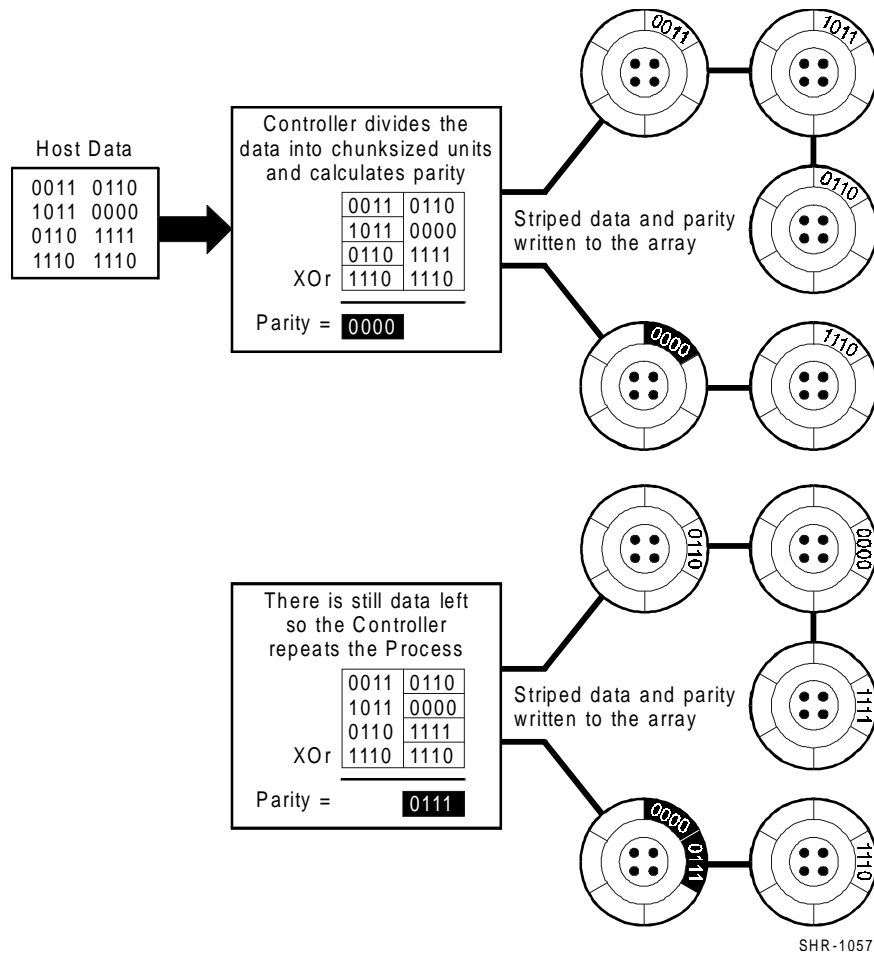 0011
1011
Controller divides the
data into chunksized units
and calculates parity
Host Data
0011 0110
1011 0000
0110 1111
1110 1110
0011 0110
1011 0000
0110 1111
XOr 1110 1110
Parity = 0000
Striped data and parity
written to the array
0110
0000
1110
0110
0000
There is still data left
so the Controller
repeats the Process
0011 0110
1011 0000
0110 1111
XOr 1110 1110
Parity = 0111
Striped data and parity
written to the array
1111
0000
0111
1110
SHR-1057